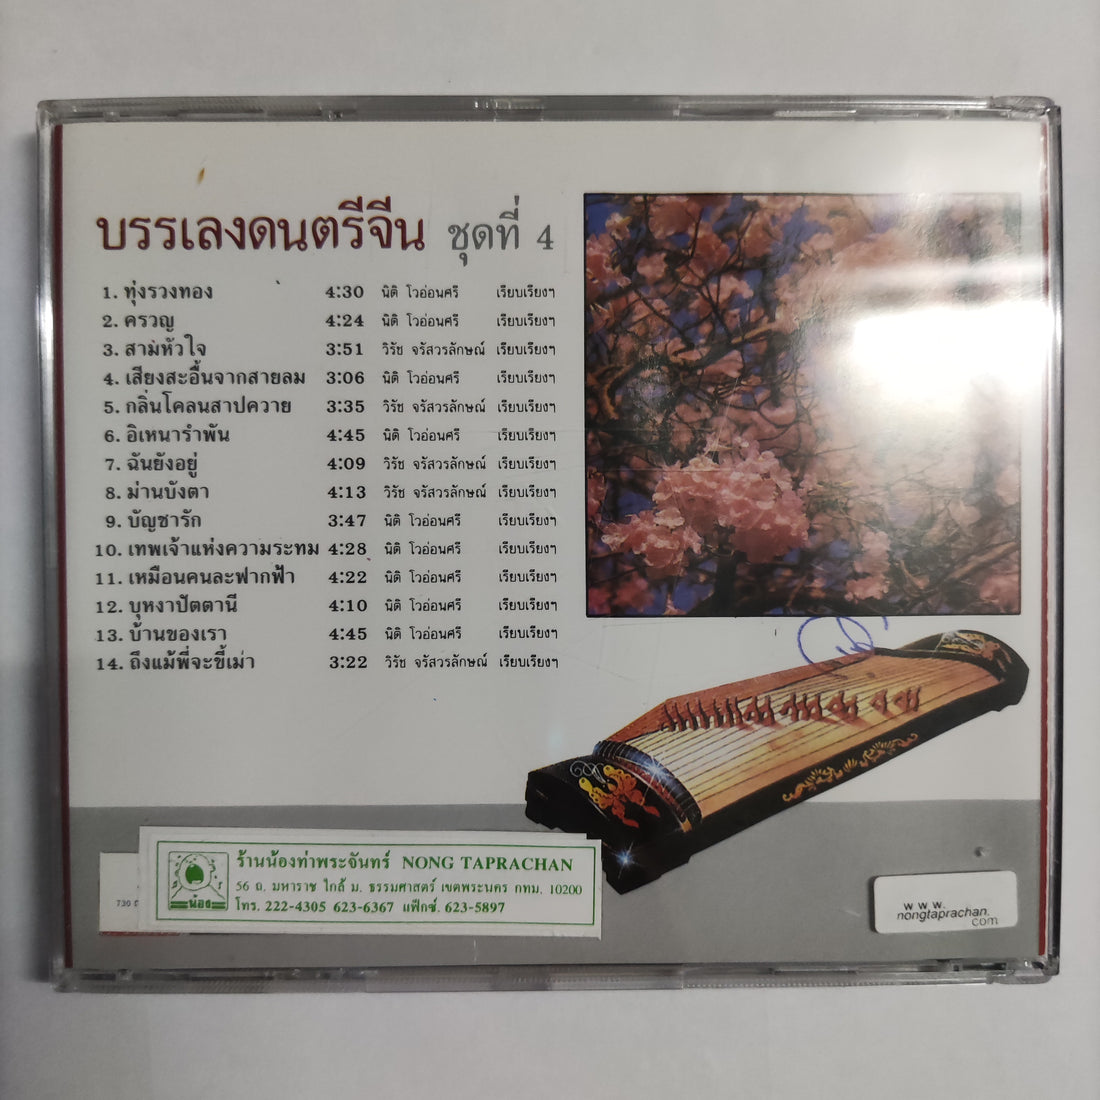 บรรเลงดนตรีจีน ชุดที่ 4
1. ทุ่งรวงทอง 4:30 นิติ โวอ่อนศรี เรียบเรียงฯ
2. ครวญ 4:24 นิติ โวอ่อนศรี เรียบเรียงฯ
3. สามหัวใจ 3:51 วิรัช จรัสวรลักษณ์ เรียบเรียงฯ
4. เสียงสะอื้นจากสายลม 3:06 นิติ โวอ่อนศรี เรียบเรียงฯ
5. กลิ่นโคลนสาปควาย 3:35 วิรัช จรัสวรลักษณ์ เรียบเรียงฯ
6. อิเหนารำพัน 4:45 นิติ โวอ่อนศรี เรียบเรียงฯ
7. ฉันยังอยู่ 4:09 วิรัช จรัสวรลักษณ์ เรียบเรียงฯ
8. ม่านบังตา 4:13 วิรัช จรัสวรลักษณ์ เรียบเรียงฯ
9. บัญชารัก 3:47 นิติ โวอ่อนศรี เรียบเรียงฯ
10. เทพเจ้าแห่งความระทม 4:28 นิติ โวอ่อนศรี เรียบเรียงฯ
11. เหมือนคนละฟากฟ้า 4:22 นิติ โวอ่อนศรี เรียบเรียงฯ
12. บุหงาปัตตานี 4:10 นิติ โวอ่อนศรี เรียบเรียงฯ
13. บ้านของเรา 4:45 นิติ โวอ่อนศรี เรียบเรียงฯ
14. ถึงแม้พี่จะขี้เมา 3:22 วิรัช จรัสวรลักษณ์ เรียบเรียงฯ
ร้านน้องท่าพระจันทร์ NONG TAPRACHAN
56 ถ. มหาราช ใกล้ ม. ธรรมศาสตร์ เขตพระนคร กทม. 10200
โทร. 222-4305 623-6367 แฟ็กซ์. 623-5897
น้อง
730
www.
nongtaprachan.
com